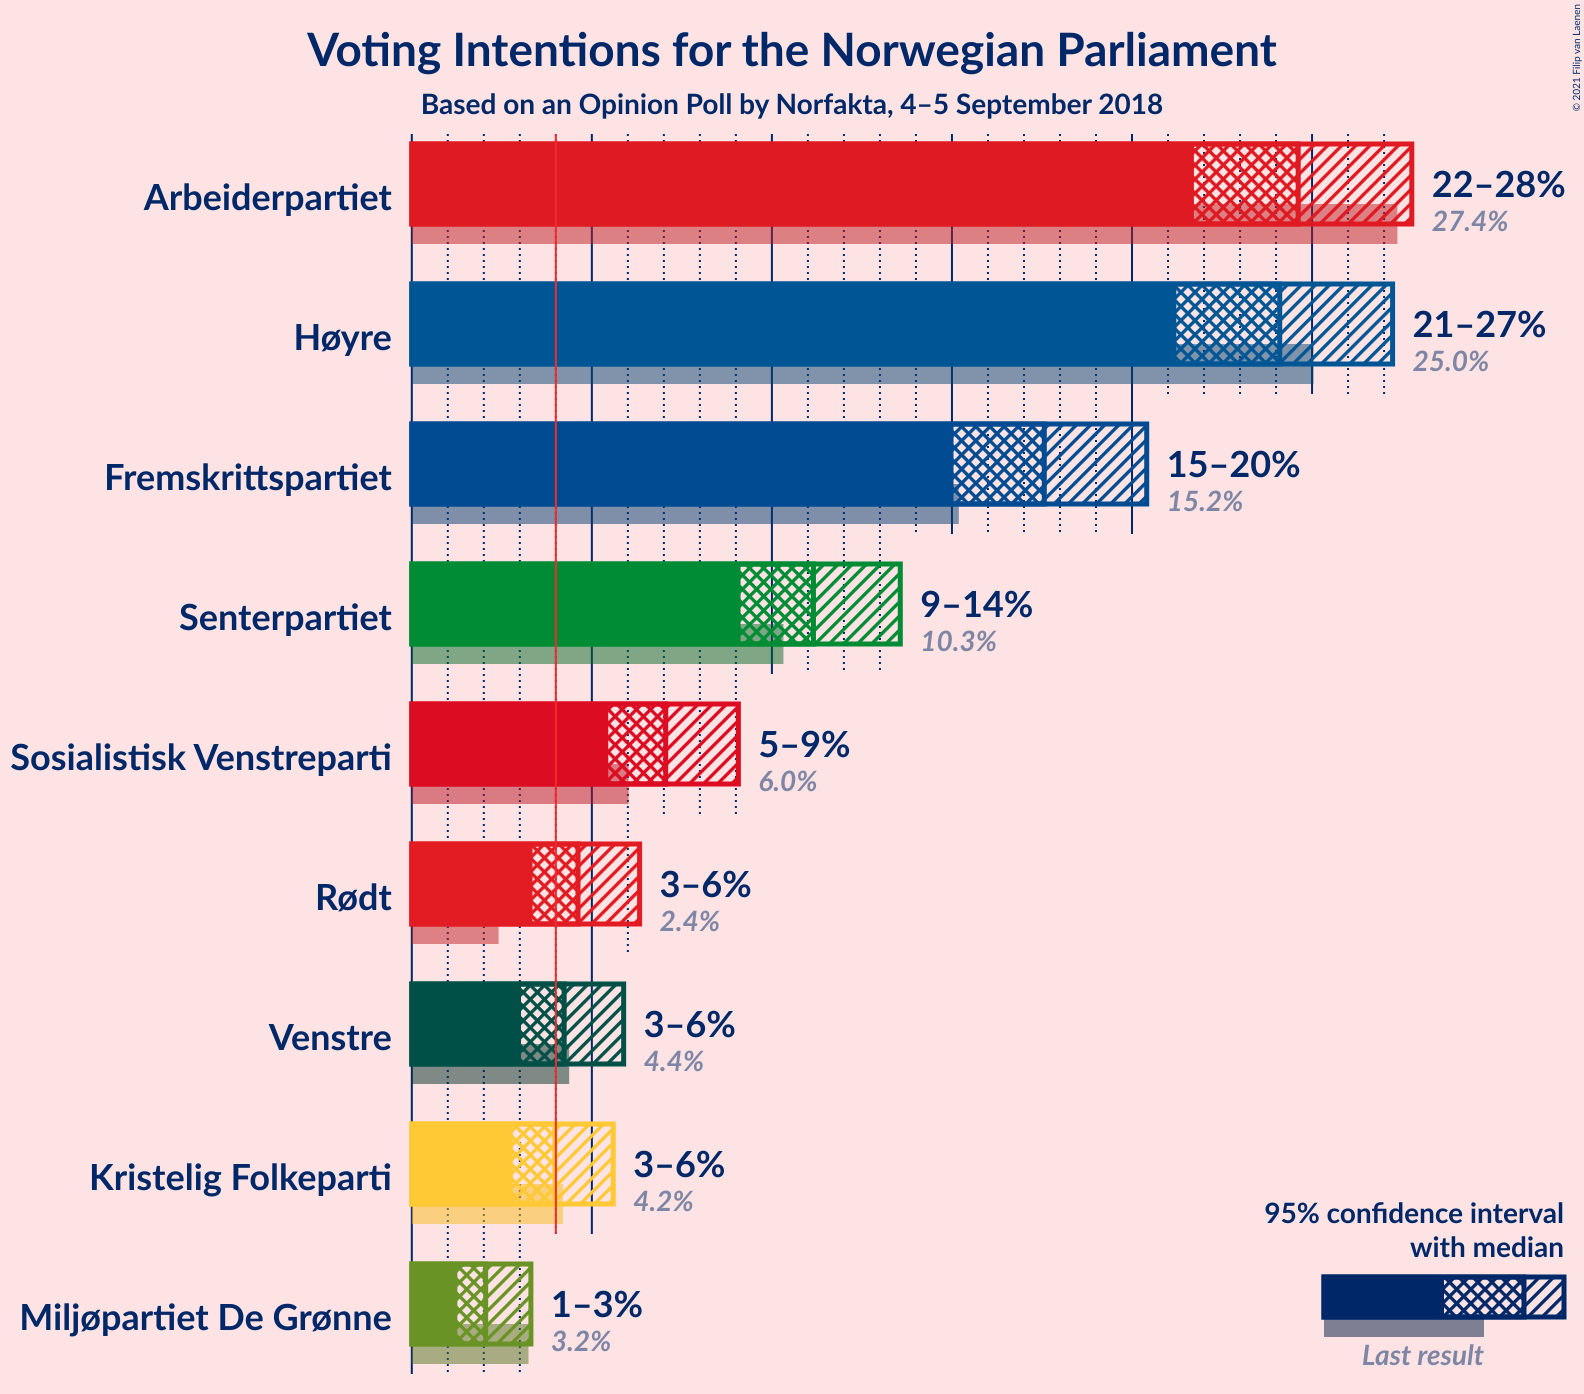 Voting Intentions for the Norwegian Parliament
Based on an Opinion Poll by Norfakta, 4–5 September 2018
© 2021 Filip van Laenen
Arbeiderpartiet
22–28%
27.4%
Høyre
21–27%
25.0%
Fremskrittspartiet
15–20%
15.2%
Senterpartiet
9–14%
10.3%
Sosialistisk Venstreparti
5–9%
6.0%
Rødt
3–6%
2.4%
Venstre
3–6%
4.4%
Kristelig Folkeparti
3–6%
4.2%
Miljøpartiet De Grønne
1–3%
3.2%
95% confidence interval
with median
Last result